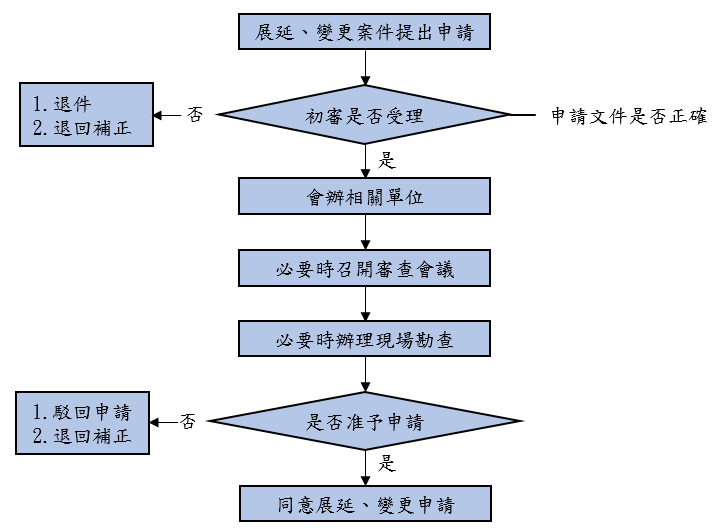 展延、變更案件提出申請
1.退件
2.退回補正
否
初審是否受理
申請文件是否正確
是
會辦相關單位
必要時召開審查會議
必要時辦理現場勘查
1.駁回申請
2.退回補正
否
是否准予申請
是
同意展延、變更申請